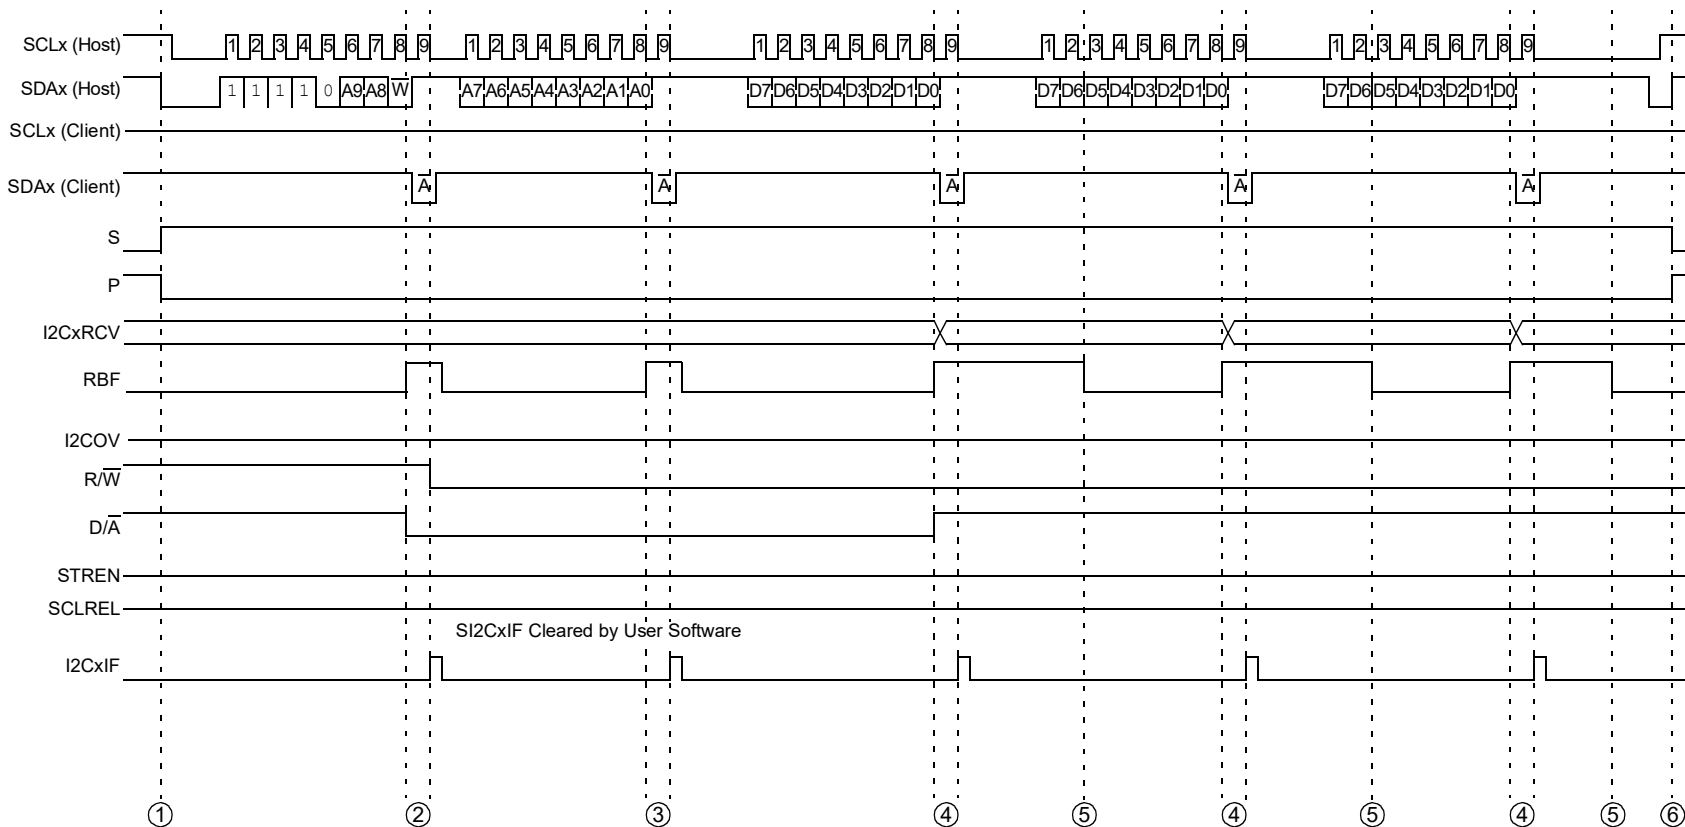 SCLx (Host) 1 2 3 4 5 6 7 8 9 1 2 3 4 5 6 7 8 9 1 2 3 4 5 6 7 8 9 1 2 3 4 5 6 7 8 9 1 2 3 4 5 6 7 8 9
SDAx (Host) 1 1 1 1 0 A9 A8 W̅ A7 A6 A5 A4 A3 A2 A1 A0 D7 D6 D5 D4 D3 D2 D1 D0 D7 D6 D5 D4 D3 D2 D1 D0 D7 D6 D5 D4 D3 D2 D1 D0
SCLx (Client)
SDAx (Client) A̅ A̅ A̅ A̅ A̅
S
P
I2CxRCV
RBF
I2COV
R/W̅
D/A̅
STREN
SCLREL
SI2CxIF Cleared by User Software
I2CxIF
① ② ③ ④ ⑤ ④ ⑤ ④ ⑤ ⑥